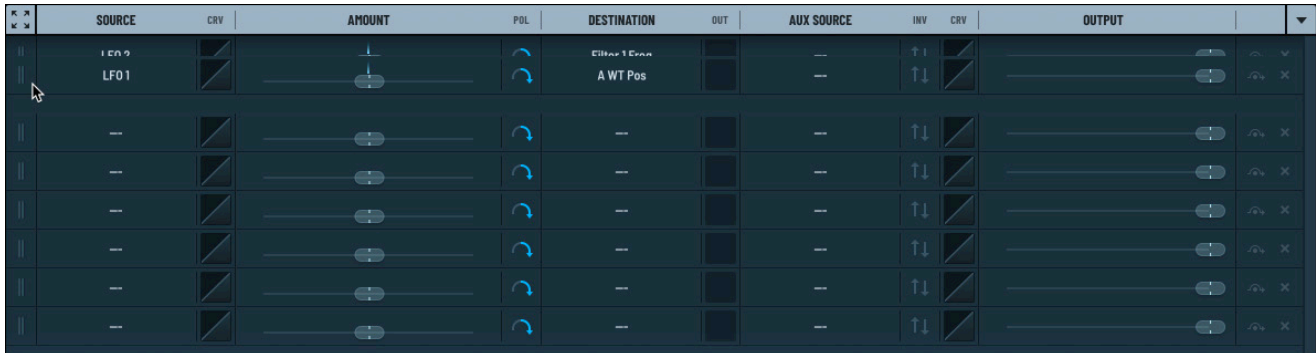 SOURCE CRV AMOUNT POL DESTINATION OUT AUX SOURCE INV CRV OUTPUT
LFO 2 Filter 1 Freq
LFO 1 A WT Pos ---
--- --- ---
--- --- ---
--- --- ---
--- --- ---
--- --- ---
--- --- ---